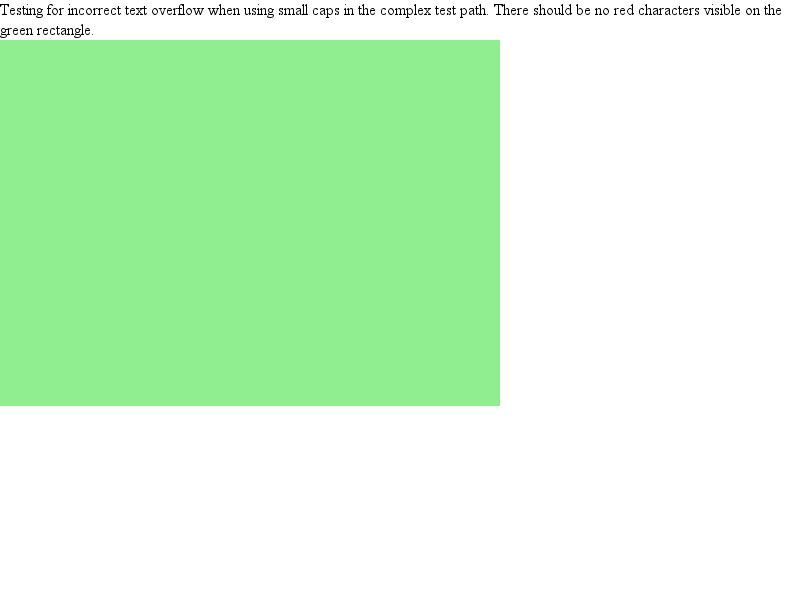 Testing for incorrect text overflow when using small caps in the complex test path. There should be no red characters visible on the
green rectangle.